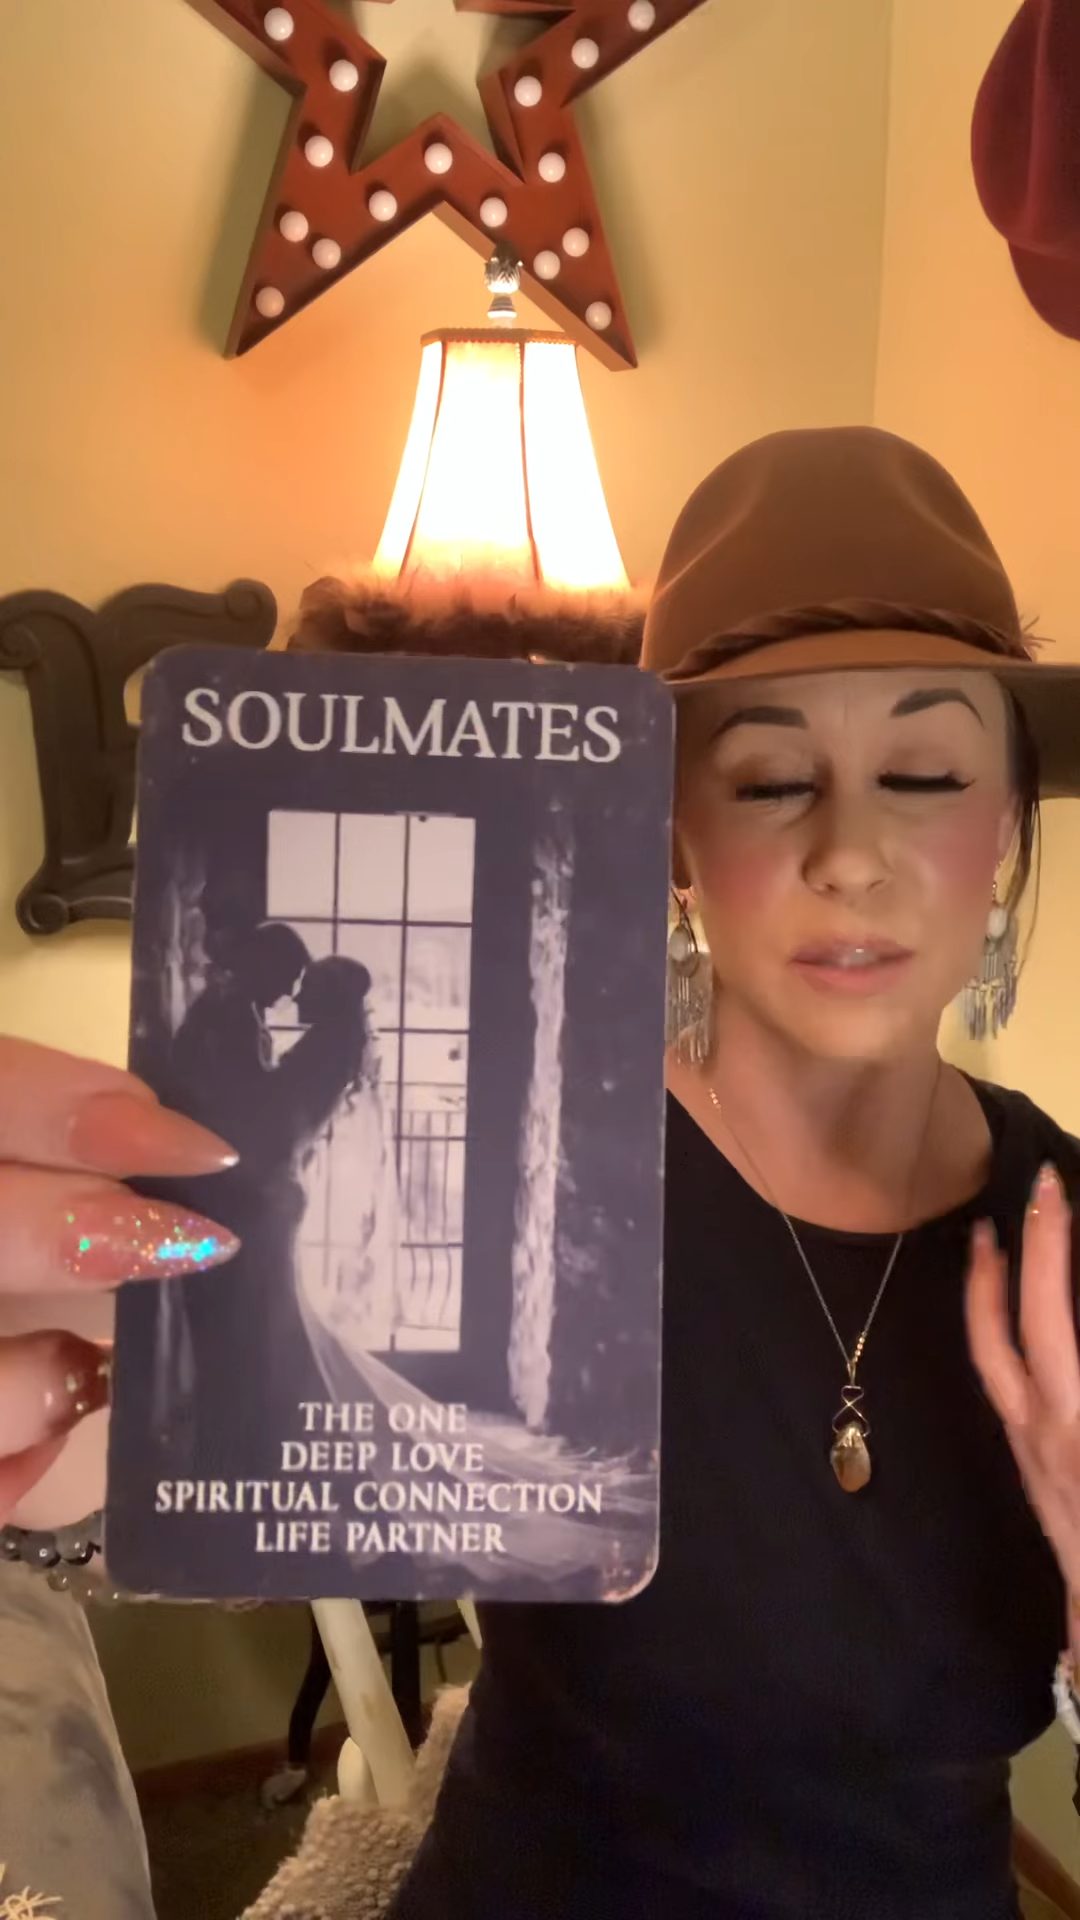 SOULMATES
THE ONE
DEEP LOVE
SPIRITUAL CONNECTION
LIFE PARTNER